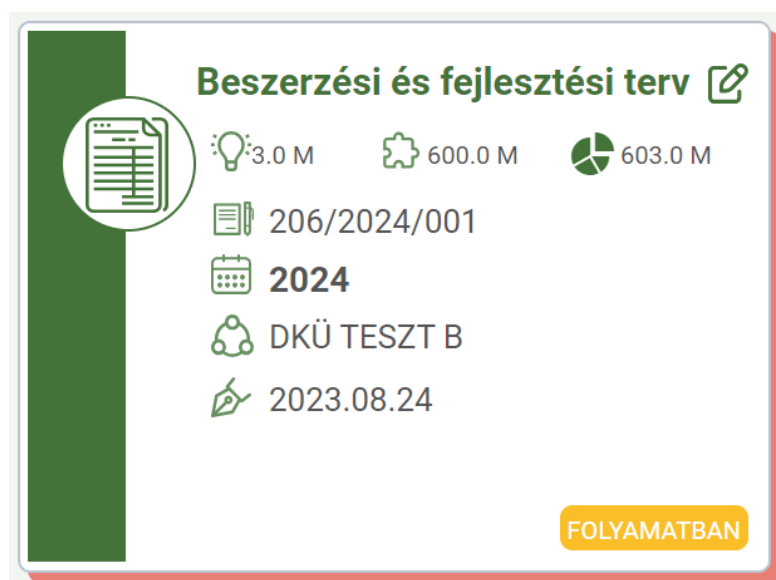 Beszerzési és fejlesztési terv
3.0 M 600.0 M 603.0 M
206/2024/001
2024
DKÜ TESZT B
2023.08.24
FOLYAMATBAN